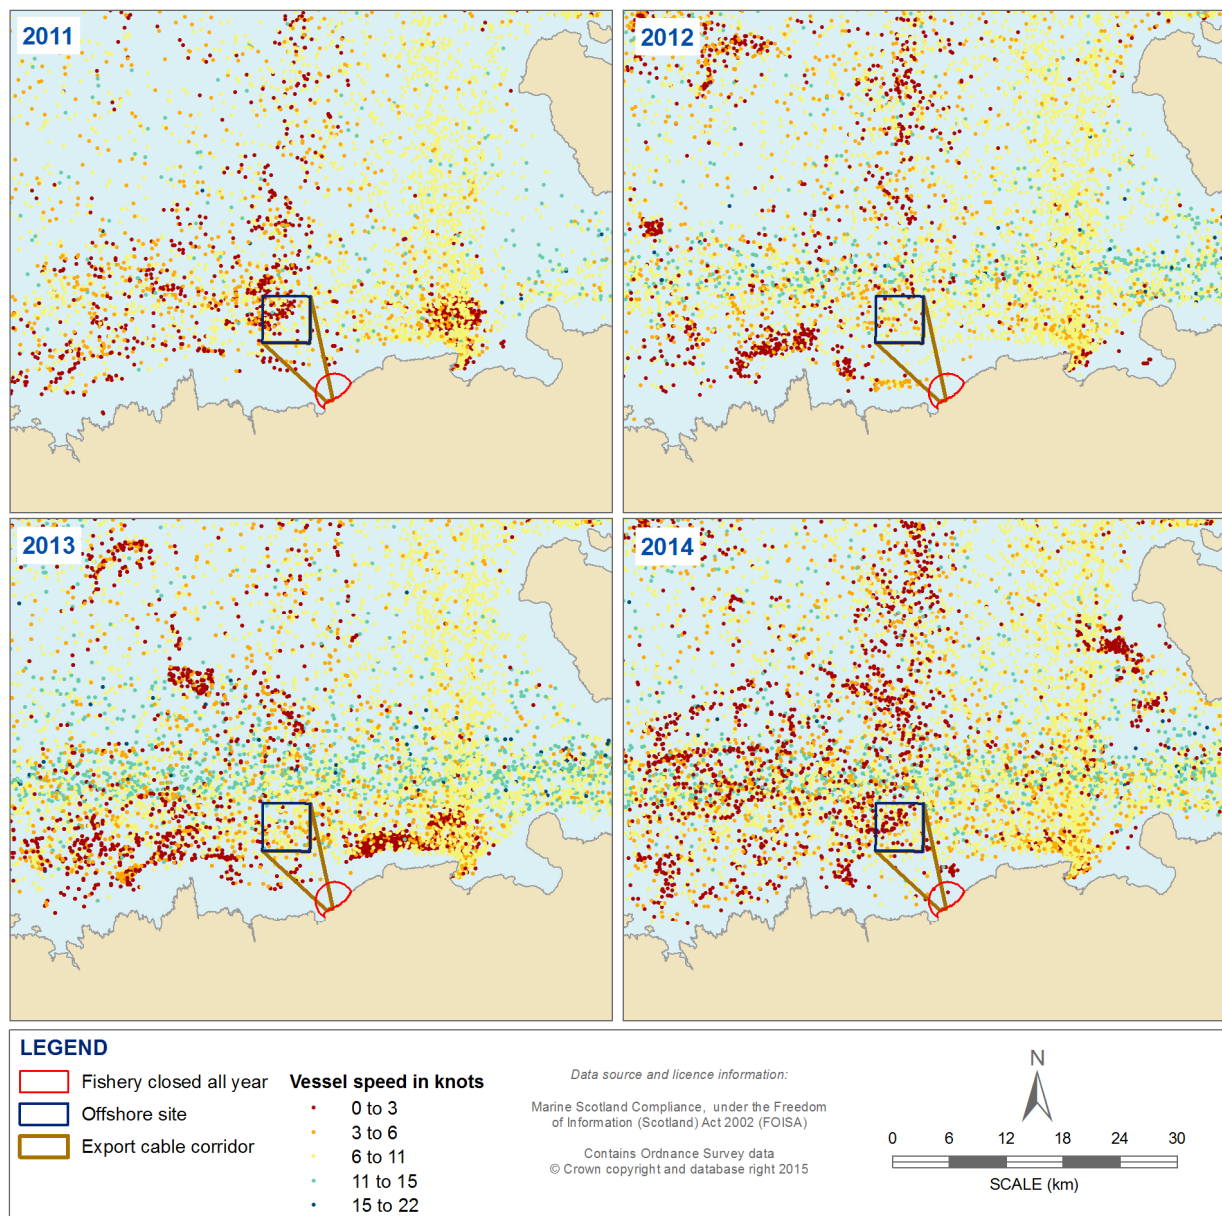 2011
2012
2013
2014
LEGEND
Fishery closed all year
Offshore site
Export cable corridor
Vessel speed in knots
0 to 3
3 to 6
6 to 11
11 to 15
15 to 22
Data source and licence information:
Marine Scotland Compliance, under the Freedom
of Information (Scotland) Act 2002 (FOISA)
Contains Ordnance Survey data
© Crown copyright and database right 2015
N
0 6 12 18 24 30
SCALE (km)